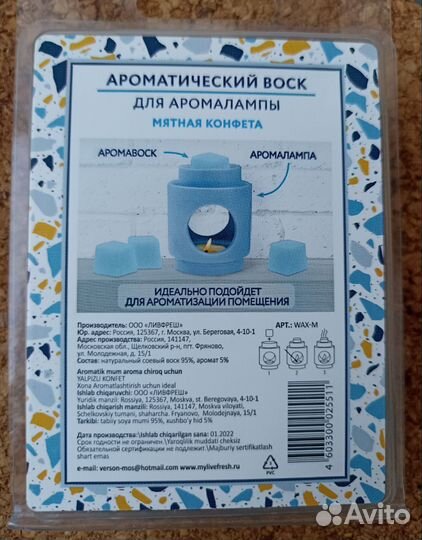 АРОМАТИЧЕСКИЙ ВОСК
ДЛЯ АРОМАЛАМПЫ
МЯТНАЯ КОНФЕТА
АРОМАВОСК
АРОМАЛАМПА
ИДЕАЛЬНО ПОДОЙДЕТ
ДЛЯ АРОМАТИЗАЦИИ ПОМЕЩЕНИЯ
Производитель: ООО «ЛИВФРЕШ»
Юр. адрес: Россия, 125367, г. Москва, ул. Береговая, 4-10-1
Адрес производства: Россия, 141147,
Московская обл., Щелковский р-н, пгт. Фряново,
ул. Молодежная, д. 15/1
Состав: натуральный соевый воск 95%, аромат 5%
Aromatik mum aroma chiroq uchun
YALPIZLI KONFET
Xona Aromatlashtirish uchun ideal
Ishlab chiqaruvchi: ООО «ЛИВФРЕШ»
Yuridik manzil: Rossiya, 125367, Moskva, st. Beregovaya, 4-10-1
Ishlab chiqarish manzili: Rossiya, 141147, Moskva viloyati,
Schelkovsky tumani, shaharcha. Fryanovo, Molodejnaya, 15/1
Tarkibi: tabiiy soya mumi 95%, xushbo'y hid 5%
Дата производства:/ishlab chiqarilgan sana: 01.2022
Срок годности не ограничен./Yaroqlilik muddati cheksiz
Обязательной сертификации не подлежит./Majburiy sertifikatlash
shart emas
e-mail: verson-mos@hotmail.com www.mylivefresh.ru
АРТ.: WAX-M
1 2 3
PVC
4 603300 025511
Avito